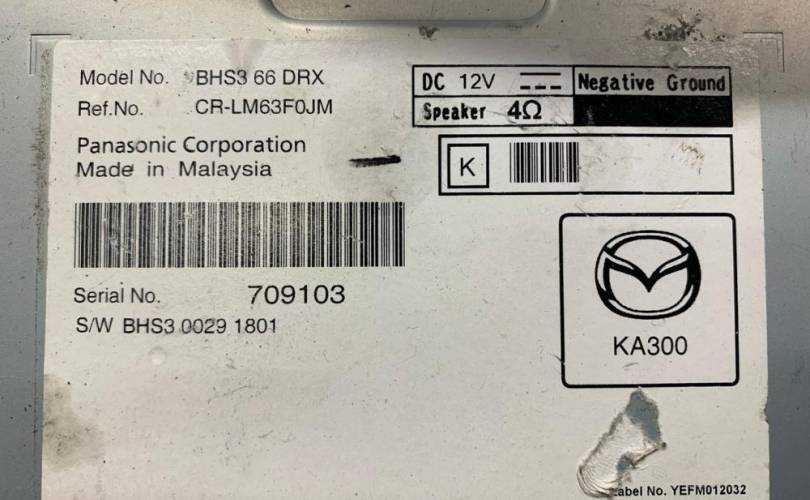 Model No. BHS3 66 DRX
Ref.No. CR-LM63F0JM
Panasonic Corporation
Made in Malaysia
DC 12V Negative Ground
Speaker 4Ω
K
Serial No. 709103
S/W BHS3 0029 1801
KA300
Label No. YEFM012032